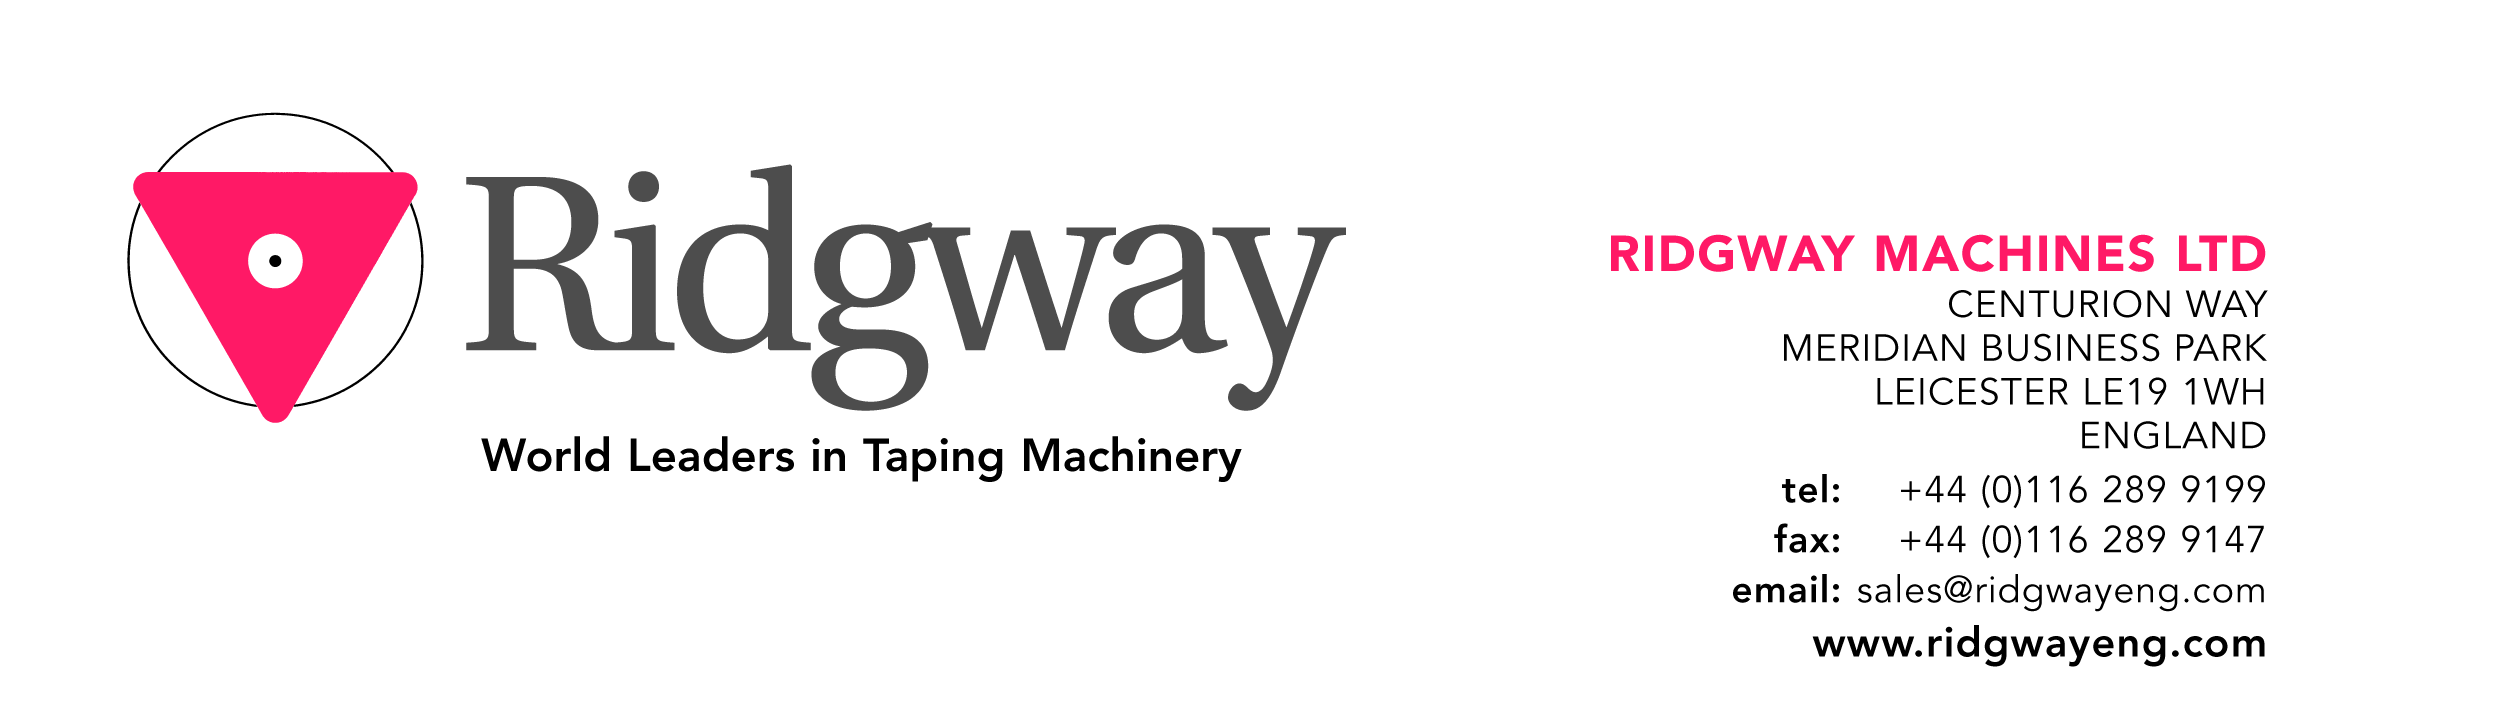 Ridgway
World Leaders in Taping Machinery
RIDGWAY MACHINES LTD
CENTURION WAY
MERIDIAN BUSINESS PARK
LEICESTER LE19 1WH
ENGLAND
tel: +44 (0)116 289 9199
fax: +44 (0)116 289 9147
email: sales@ridgwayeng.com
www.ridgwayeng.com